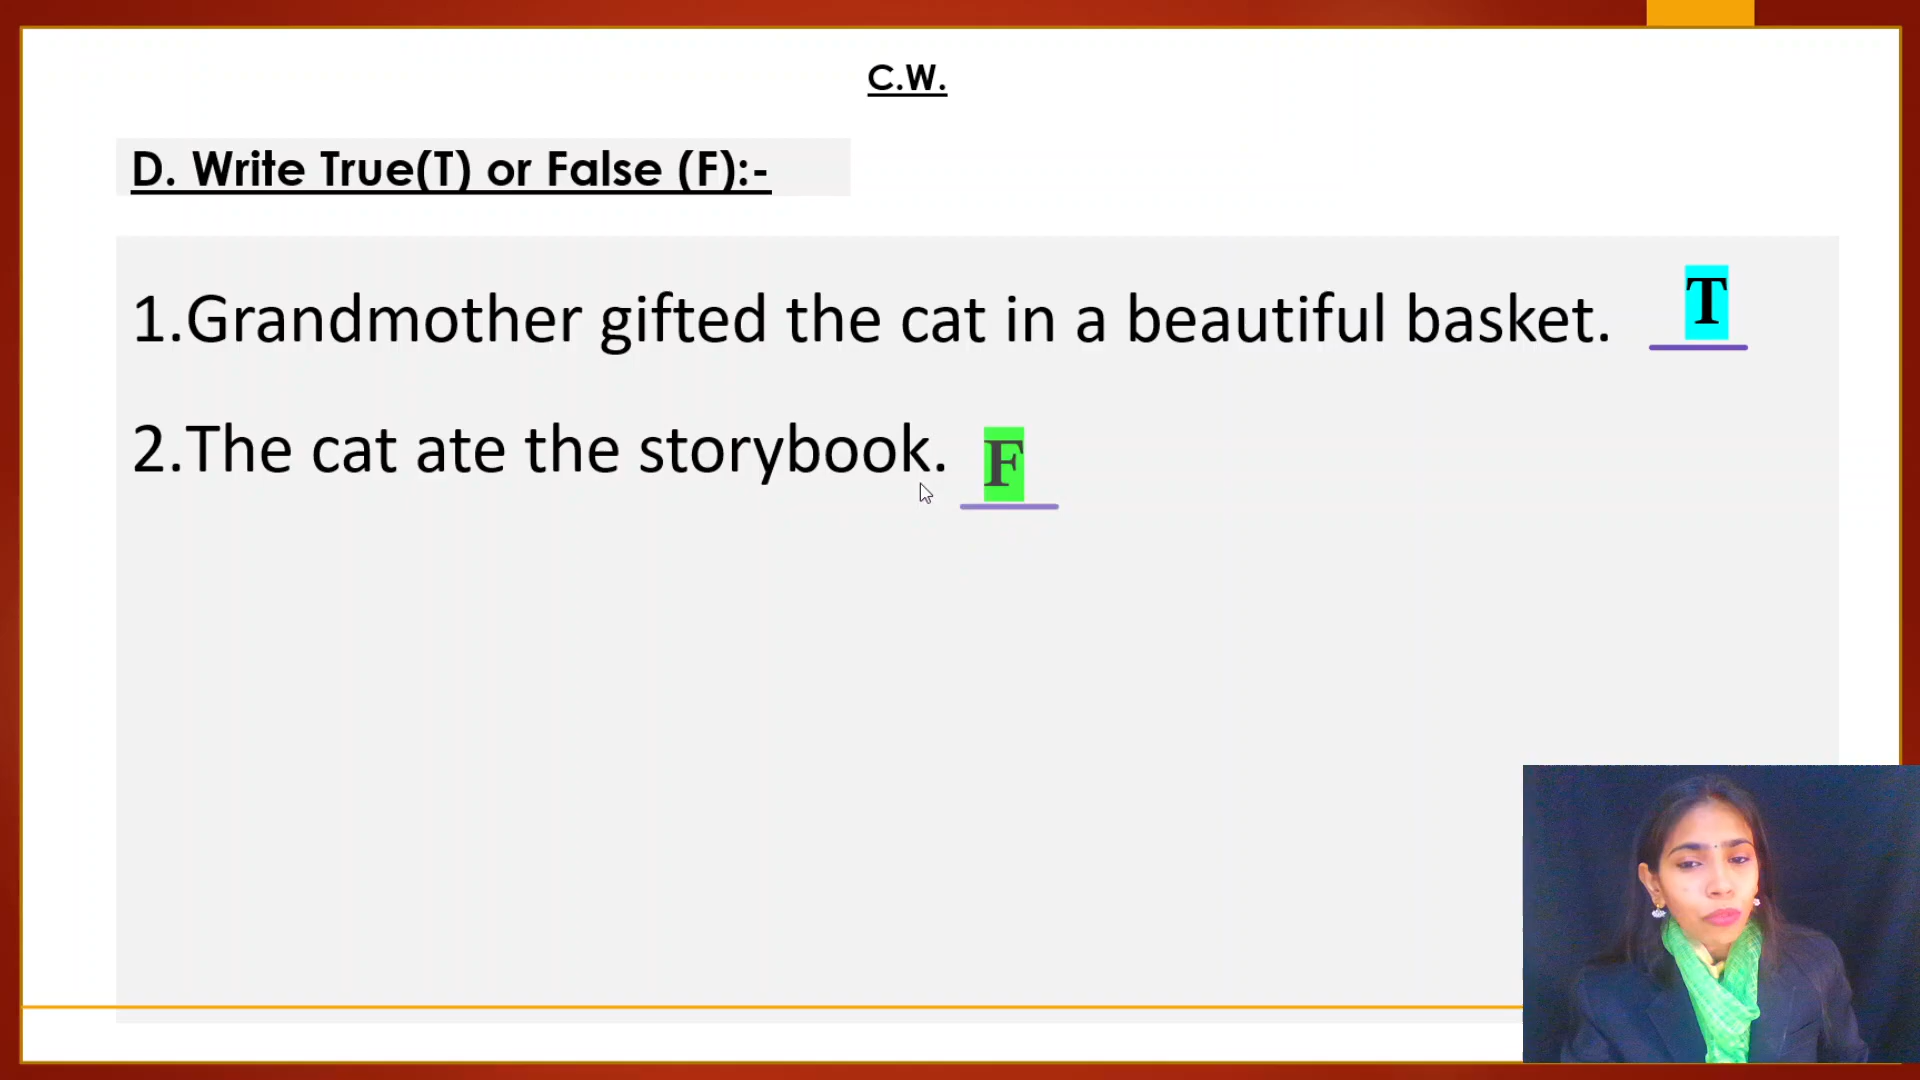 C.W.
D. Write True(T) or False (F):-
1.Grandmother gifted the cat in a beautiful basket. T
2.The cat ate the storybook. F